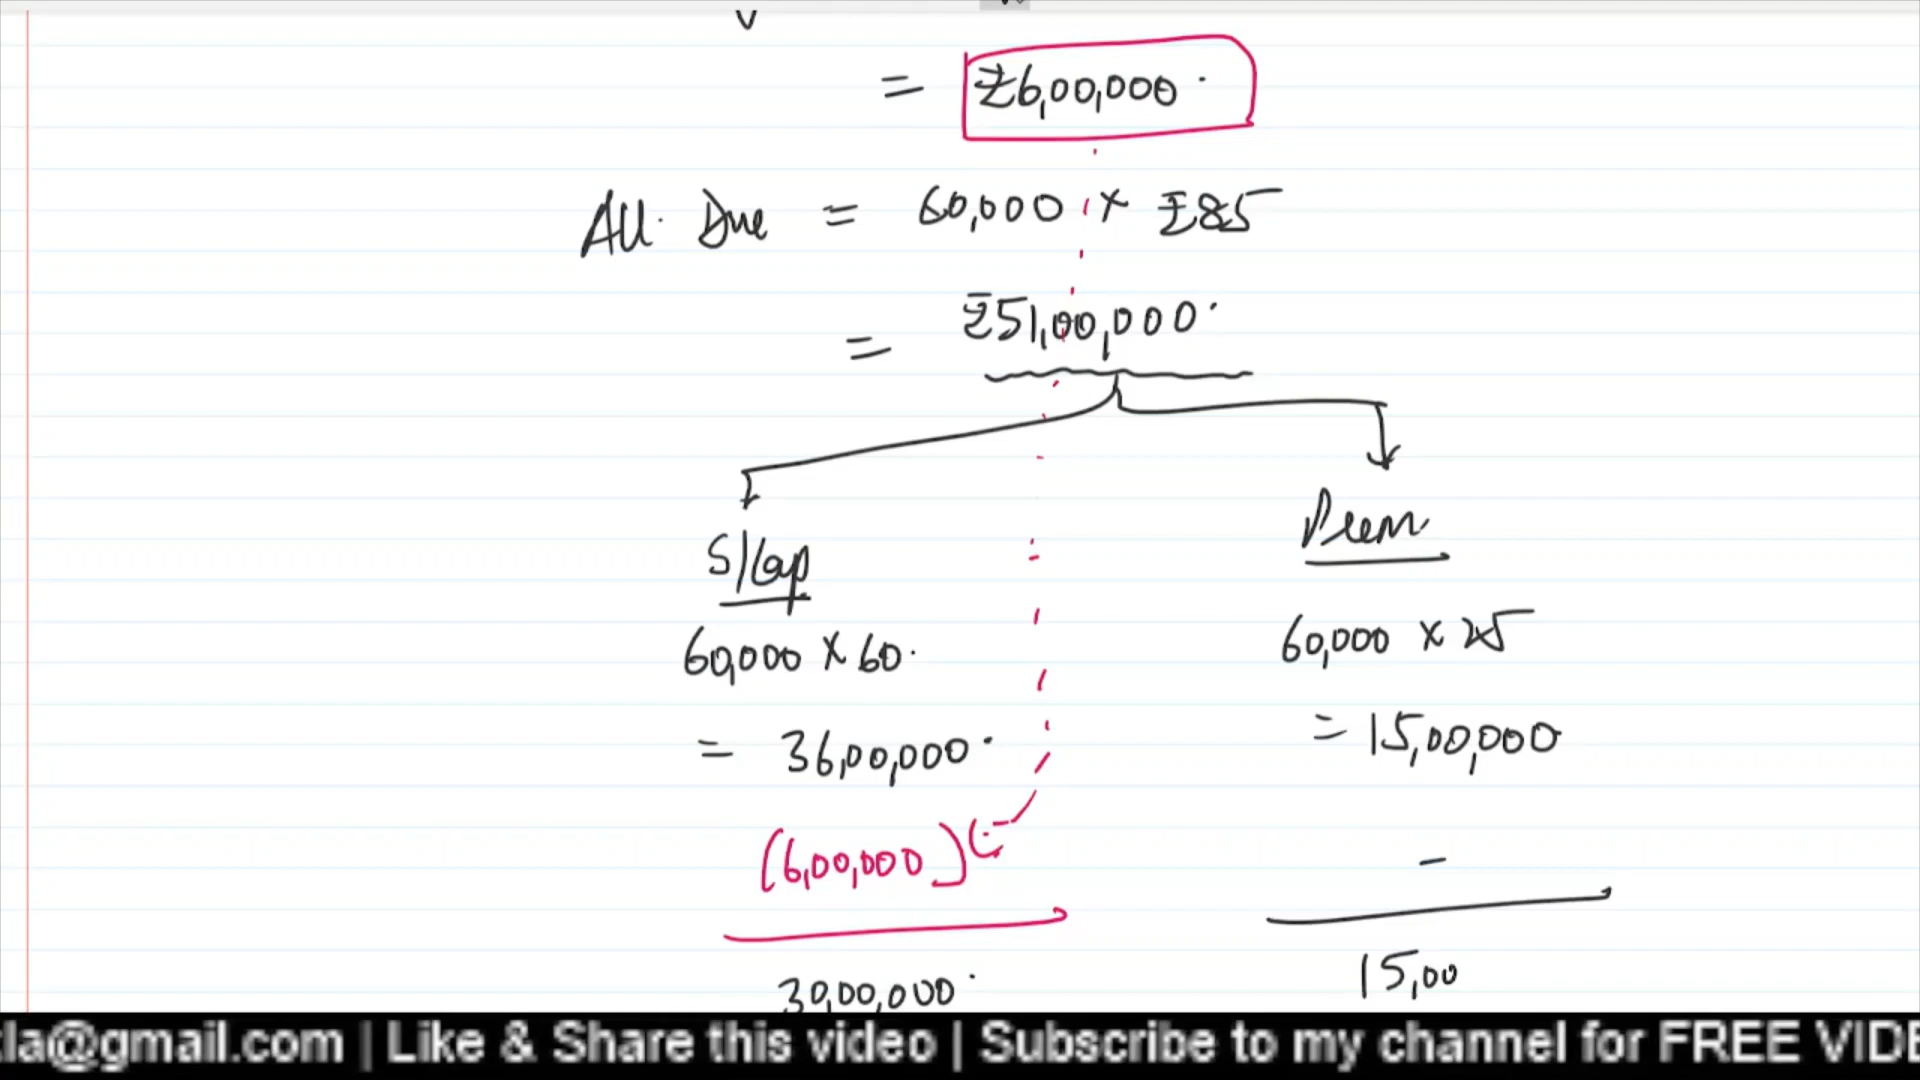 = ₹6,00,000.
All. Due = 60,000 × ₹85
= ₹51,00,000.
S/Cap
Prem
60,000 × 60.
60,000 × 25
= 36,00,000.
= 15,00,000
(6,00,000)
-
30,00,000.
15,00
la@gmail.com | Like & Share this video | Subscribe to my channel for FREE VIDE